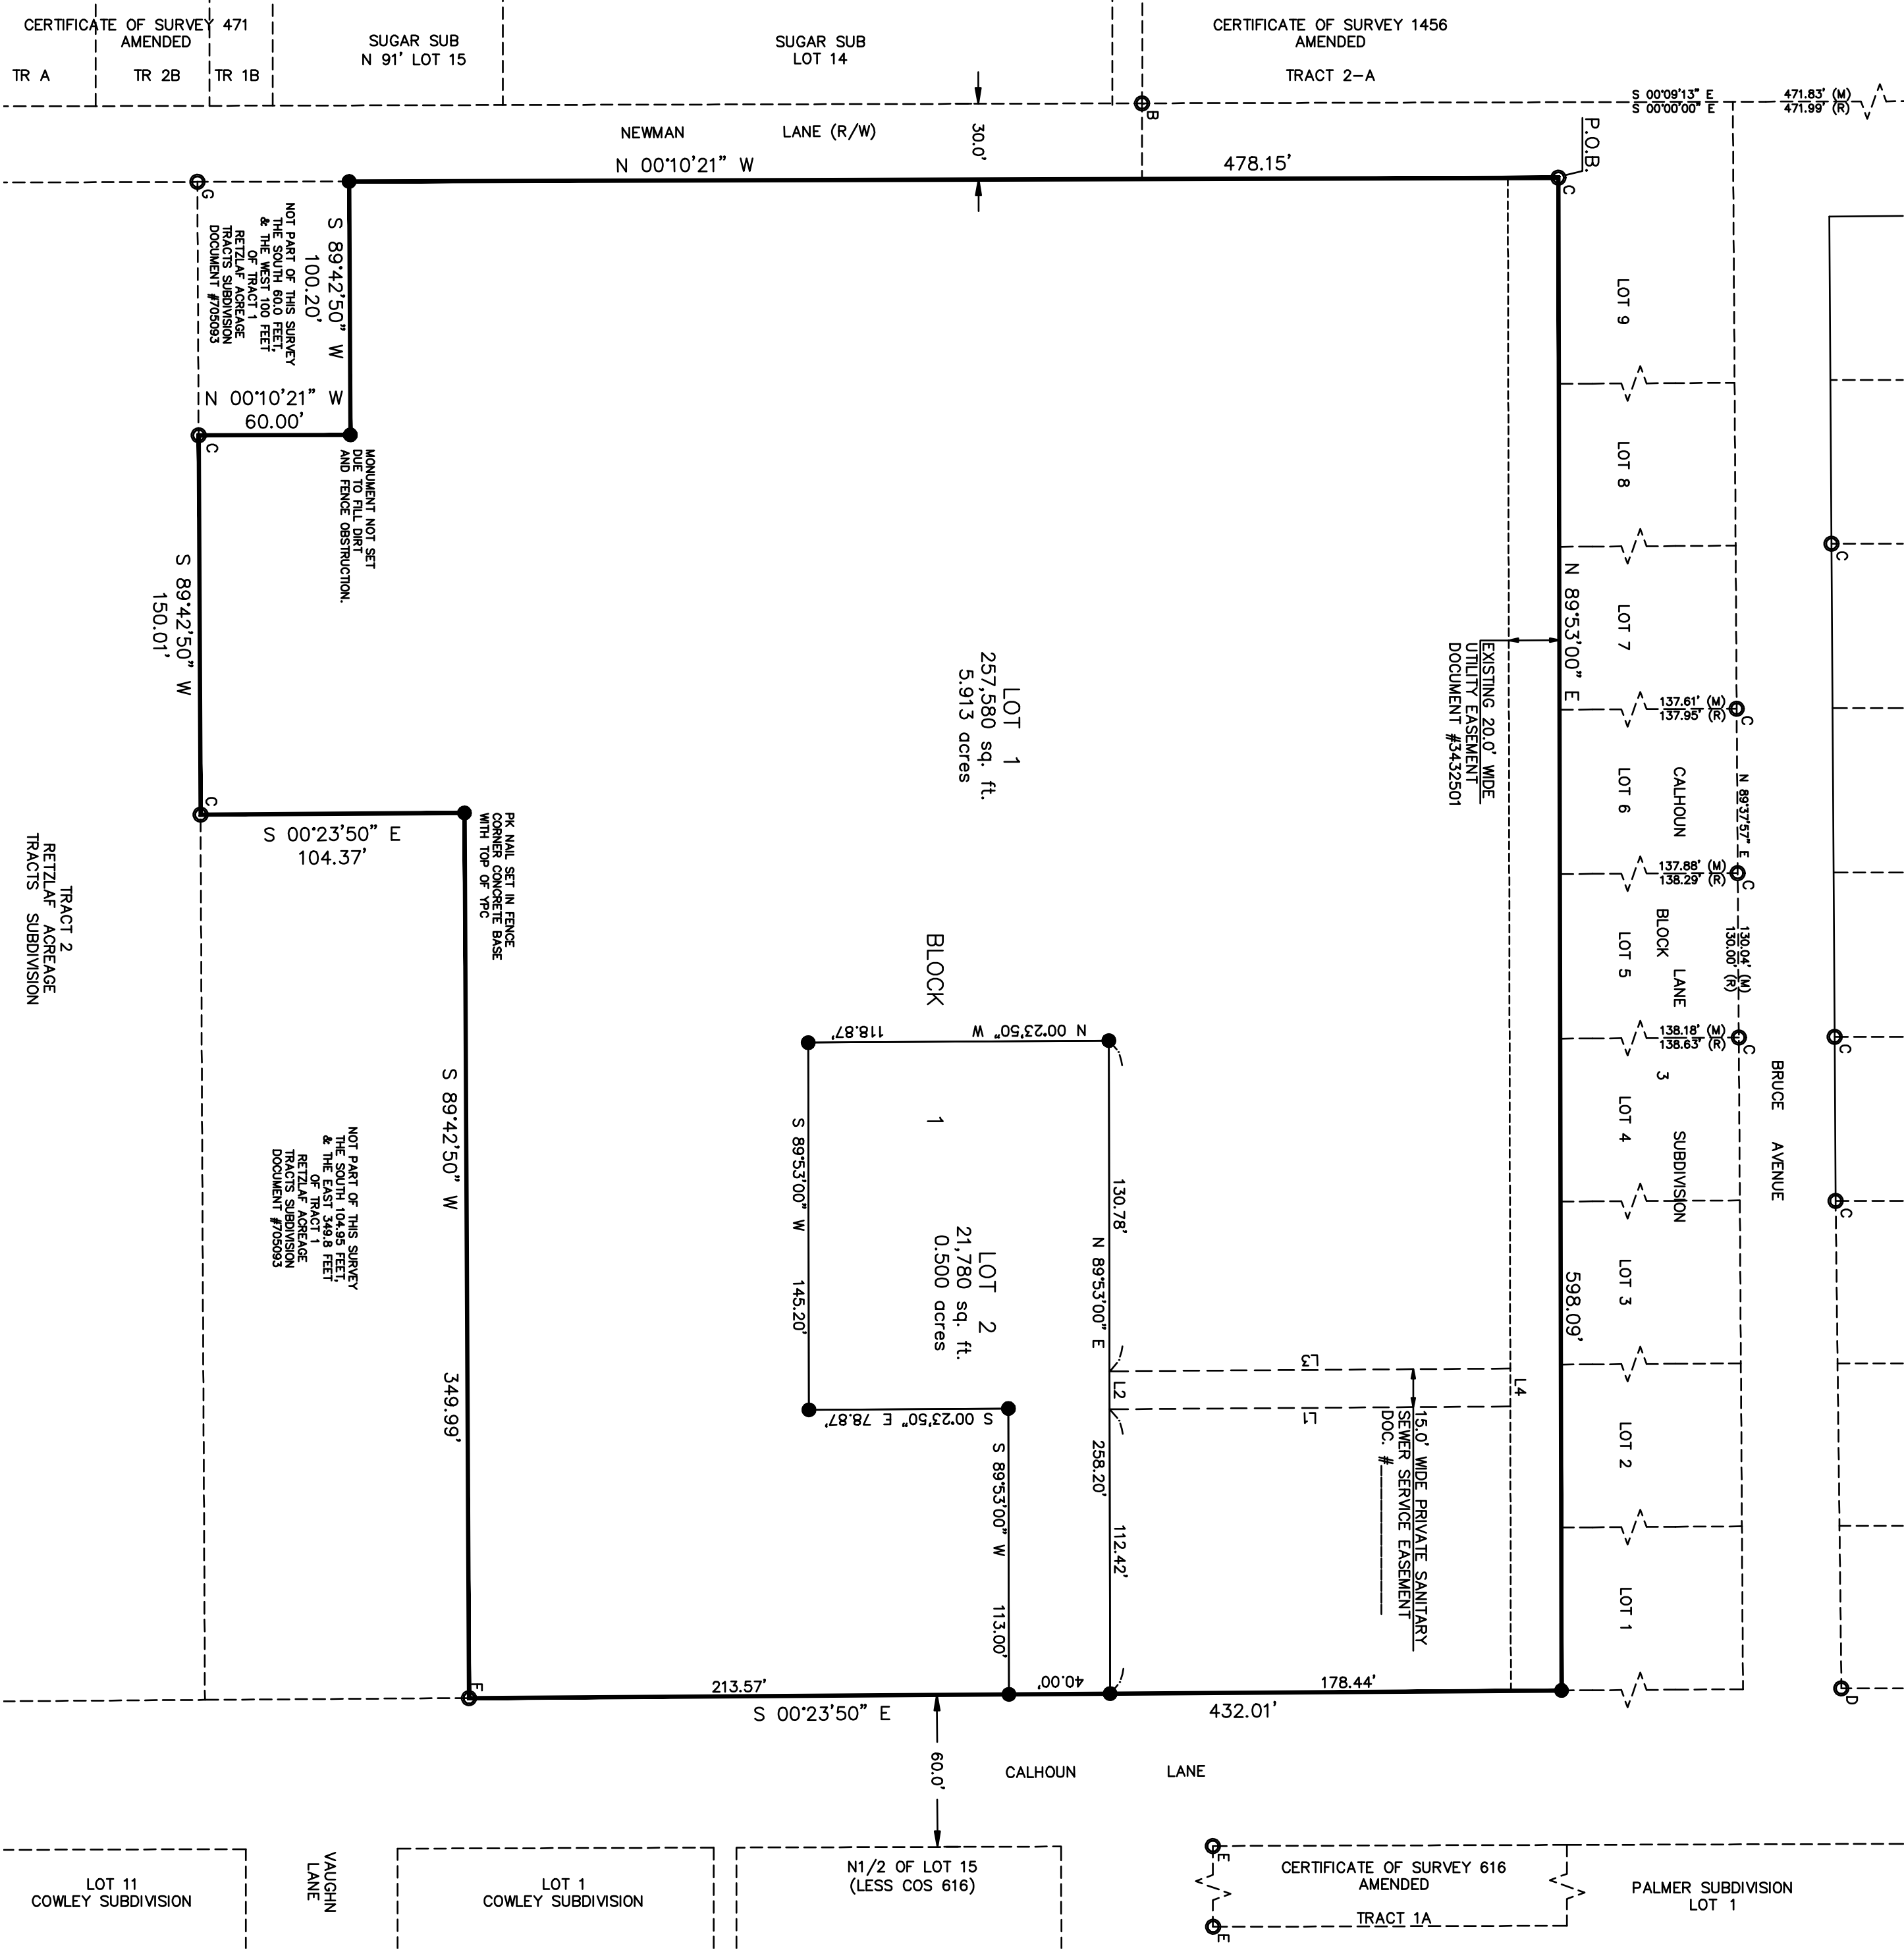 CERTIFICATE OF SURVEY 471
AMENDED
TR A
TR 2B
TR 1B
SUGAR SUB
N 91' LOT 15
SUGAR SUB
LOT 14
CERTIFICATE OF SURVEY 1456
AMENDED
TRACT 2-A
S 00°09'13" E
S 00°00'00" E
471.83' (M)
471.99' (R)
NEWMAN LANE (R/W)
30.0'
B
P.O.B.
N 00°10'21" W
478.15'
C
G
S 89°42'50" W
100.20'
NOT PART OF THIS SURVEY
THE SOUTH 60.0 FEET,
& THE WEST 100 FEET
OF TRACT 1
RETZLAF ACREAGE
TRACTS SUBDIVISION
DOCUMENT #705093
N 00°10'21" W
60.00'
C
MONUMENT NOT SET
DUE TO FILL DIRT
AND FENCE OBSTRUCTION.
S 89°42'50" W
150.01'
C
S 00°23'50" E
104.37'
PK NAIL SET IN FENCE
CORNER CONCRETE BASE
WITH TOP OF YPC
TRACT 2
RETZLAF ACREAGE
TRACTS SUBDIVISION
S 89°42'50" W
349.99'
NOT PART OF THIS SURVEY
THE SOUTH 104.95 FEET,
& THE EAST 349.8 FEET
OF TRACT 1
RETZLAF ACREAGE
TRACTS SUBDIVISION
DOCUMENT #705093
F
LOT 1
257,580 sq. ft.
5.913 acres
BLOCK 1
N 00°23'50" W
118.87'
S 89°53'00" W
145.20'
LOT 2
21,780 sq. ft.
0.500 acres
S 00°23'50" E 78.87'
S 89°53'00" W
113.00'
130.78'
N 89°53'00" E
L2
258.20'
112.42'
L3
L1
L4
15.0' WIDE PRIVATE SANITARY
SEWER SERVICE EASEMENT
DOC. #
EXISTING 20.0' WIDE
UTILITY EASEMENT
DOCUMENT #3432501
N 89°53'00" E
598.09'
LOT 9
LOT 8
LOT 7
LOT 6
LOT 5
LOT 4
LOT 3
LOT 2
LOT 1
CALHOUN LANE SUBDIVISION
BLOCK 3
137.61' (M)
137.95' (R)
C
N 89°37'57" E
137.88' (M)
138.29' (R)
C
130.04' (M)
130.00' (R)
138.18' (M)
138.63' (R)
C
BRUCE AVENUE
C
C
C
D
213.57'
40.00'
178.44'
S 00°23'50" E
432.01'
60.0'
CALHOUN LANE
LOT 11
COWLEY SUBDIVISION
VAUGHN
LANE
LOT 1
COWLEY SUBDIVISION
N1/2 OF LOT 15
(LESS COS 616)
E
CERTIFICATE OF SURVEY 616
AMENDED
TRACT 1A
E
PALMER SUBDIVISION
LOT 1